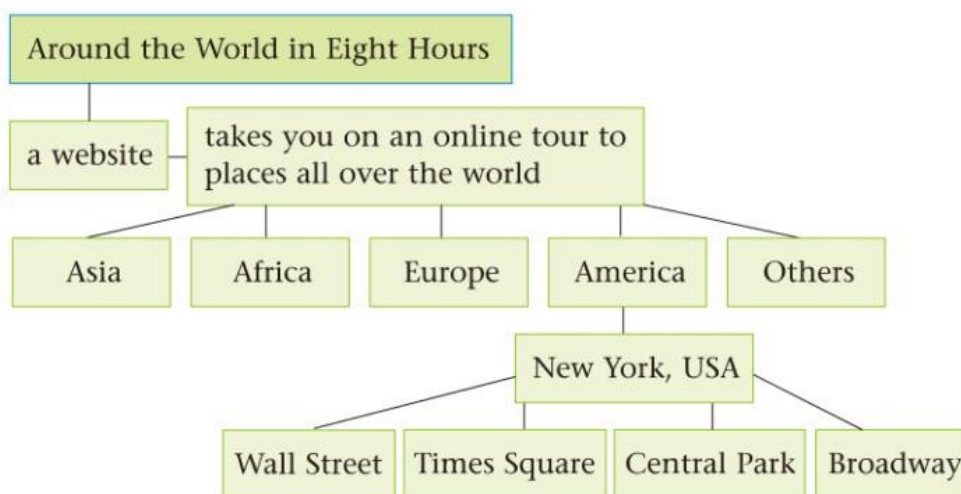 Around the World in Eight Hours
a website
takes you on an online tour to
places all over the world
Asia
Africa
Europe
America
Others
New York, USA
Wall Street
Times Square
Central Park
Broadway